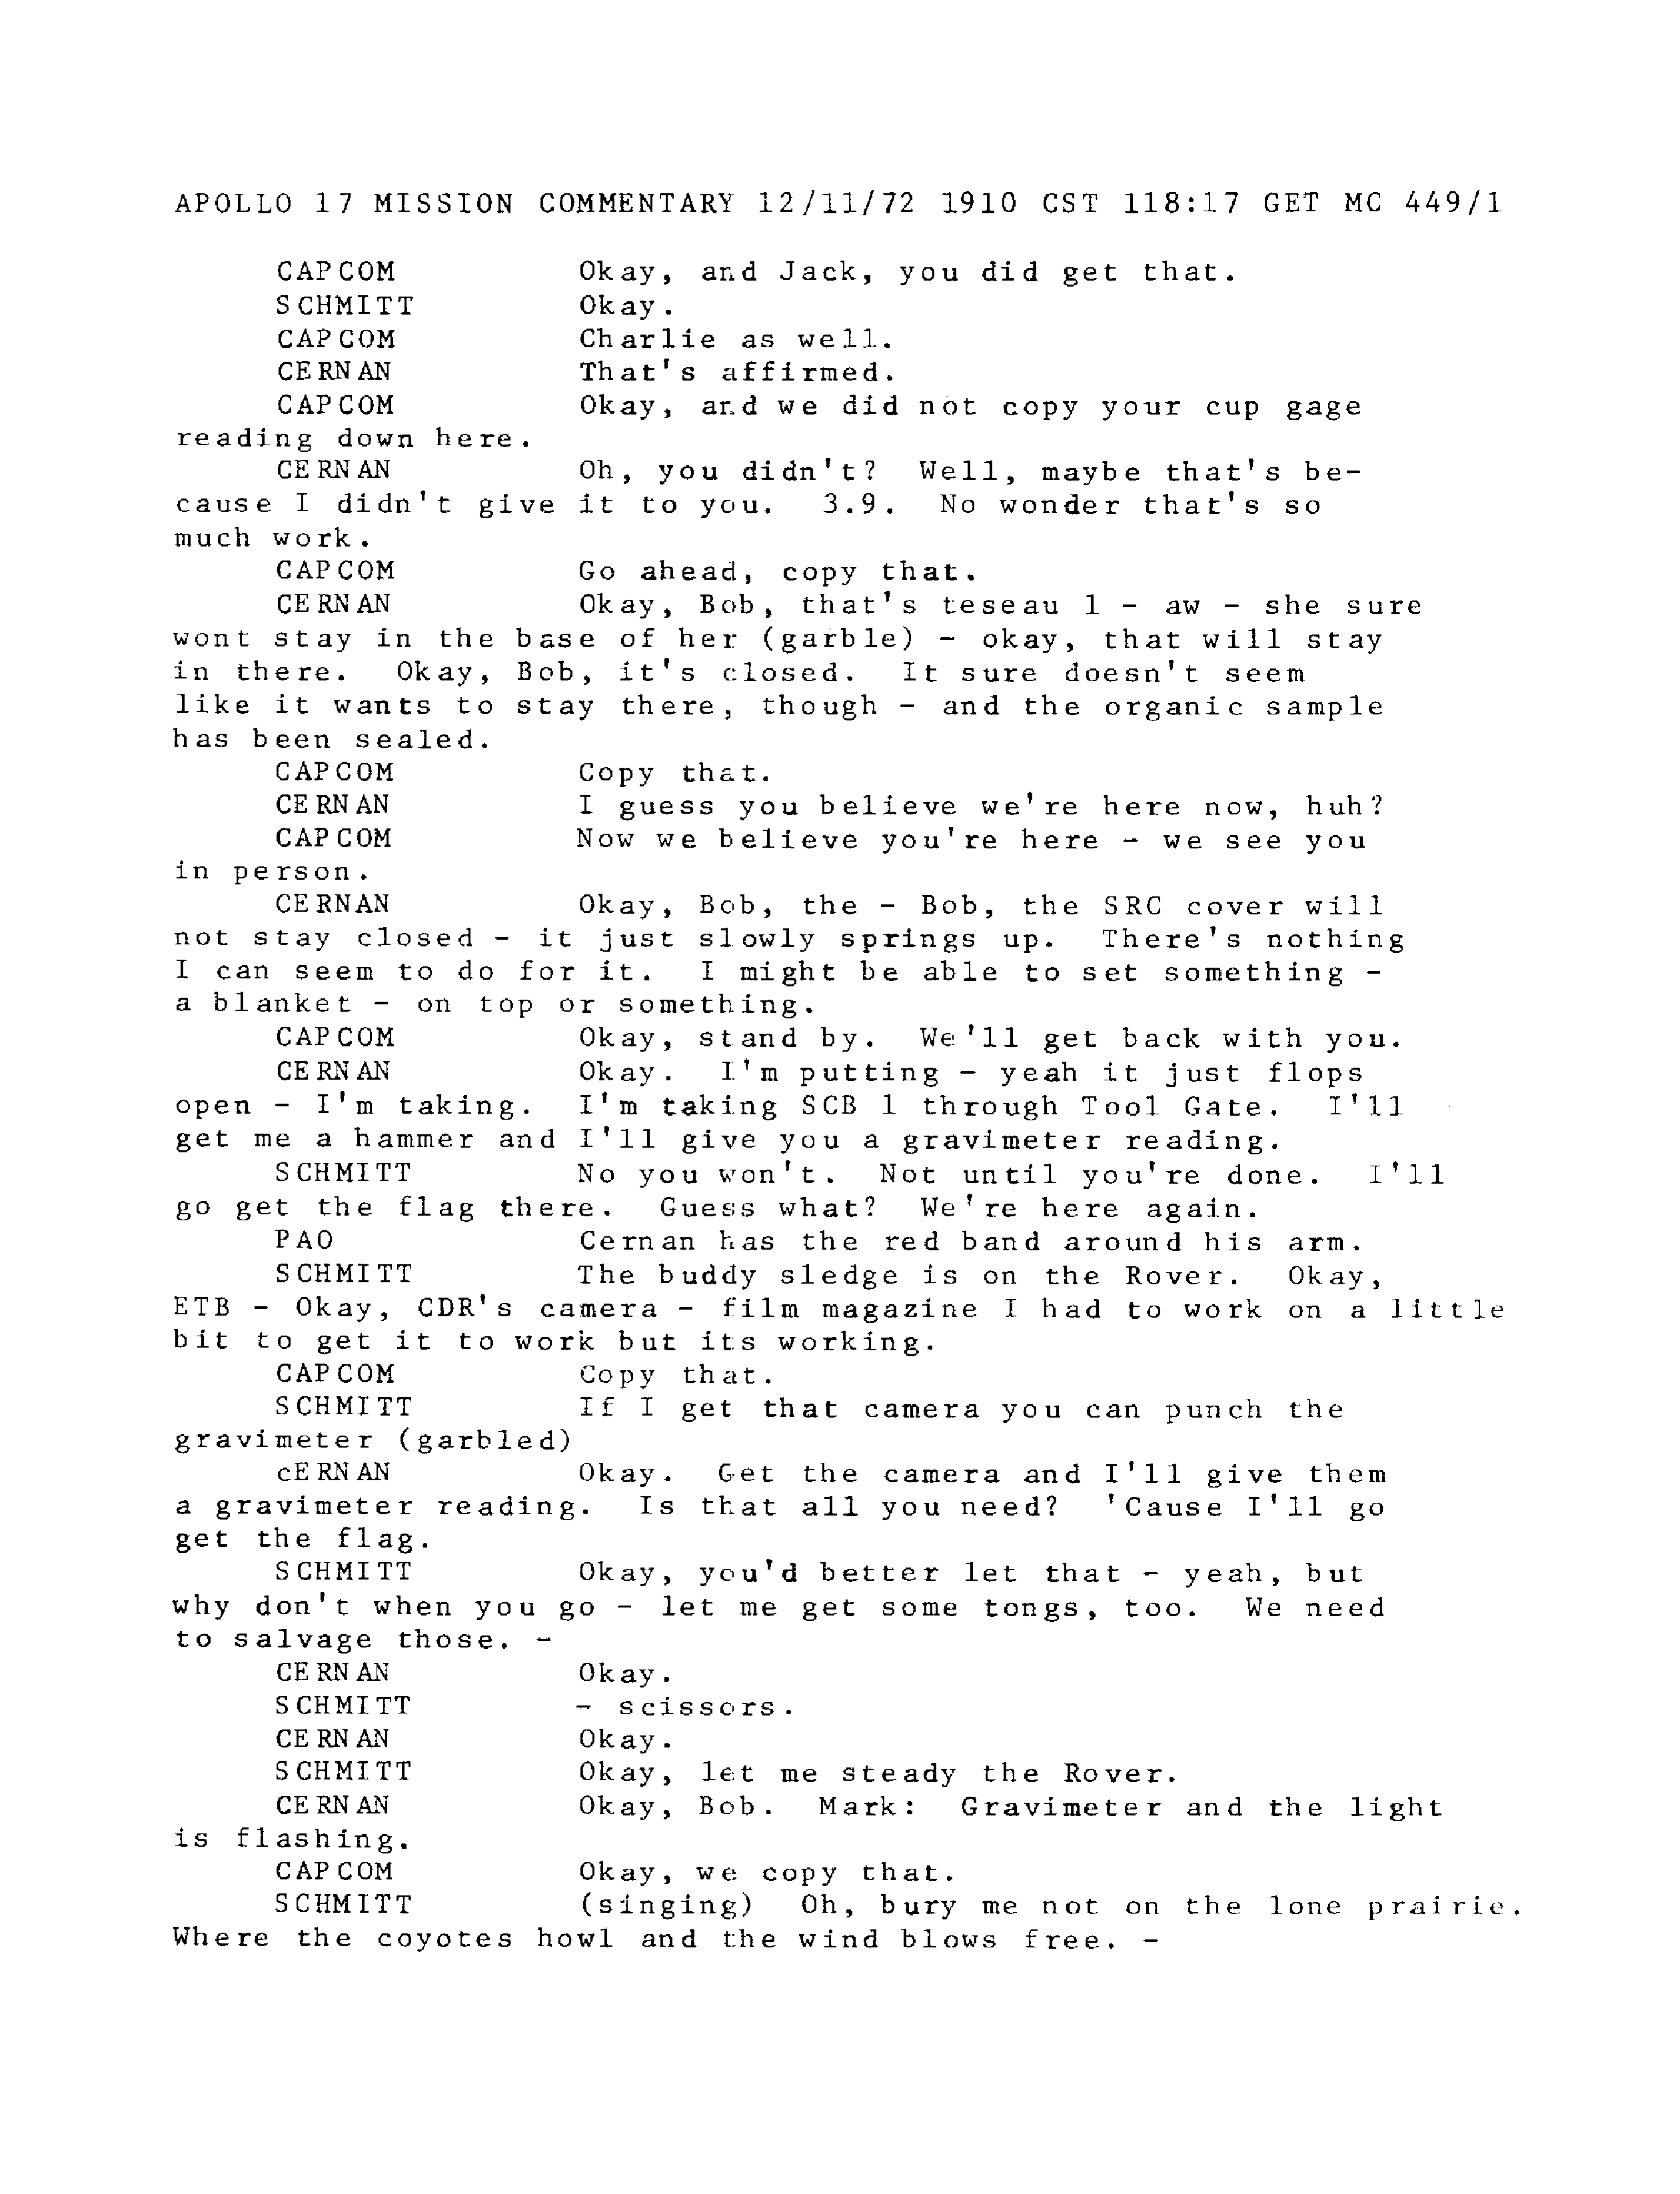 APOLLO 17 MISSION COMMENTARY 12/11/72 1910 CST 118:17 GET MC 449/1
CAPCOM Okay, and Jack, you did get that.
SCHMITT Okay.
CAPCOM Charlie as well.
CERNAN That's affirmed.
CAPCOM Okay, and we did not copy your cup gage
reading down here.
CERNAN Oh, you didn't? Well, maybe that's be-
cause I didn't give it to you. 3.9. No wonder that's so
much work.
CAPCOM Go ahead, copy that.
CERNAN Okay, Bob, that's teseau 1 - aw - she sure
wont stay in the base of her (garble) - okay, that will stay
in there. Okay, Bob, it's closed. It sure doesn't seem
like it wants to stay there, though - and the organic sample
has been sealed.
CAPCOM Copy that.
CERNAN I guess you believe we're here now, huh?
CAPCOM Now we believe you're here - we see you
in person.
CERNAN Okay, Bob, the - Bob, the SRC cover will
not stay closed - it just slowly springs up. There's nothing
I can seem to do for it. I might be able to set something -
a blanket - on top or something.
CAPCOM Okay, stand by. We'll get back with you.
CERNAN Okay. I'm putting - yeah it just flops
open - I'm taking. I'm taking SCB 1 through Tool Gate. I'll
get me a hammer and I'll give you a gravimeter reading.
SCHMITT No you won't. Not until you're done. I'll
go get the flag there. Guess what? We're here again.
PAO Cernan has the red band around his arm.
SCHMITT The buddy sledge is on the Rover. Okay,
ETB - Okay, CDR's camera - film magazine I had to work on a little
bit to get it to work but its working.
CAPCOM Copy that.
SCHMITT If I get that camera you can punch the
gravimeter (garbled)
cERNAN Okay. Get the camera and I'll give them
a gravimeter reading. Is that all you need? 'Cause I'll go
get the flag.
SCHMITT Okay, you'd better let that - yeah, but
why don't when you go - let me get some tongs, too. We need
to salvage those. -
CERNAN Okay.
SCHMITT - scissors.
CERNAN Okay.
SCHMITT Okay, let me steady the Rover.
CERNAN Okay, Bob. Mark: Gravimeter and the light
is flashing.
CAPCOM Okay, we copy that.
SCHMITT (singing) Oh, bury me not on the lone prairie.
Where the coyotes howl and the wind blows free. -